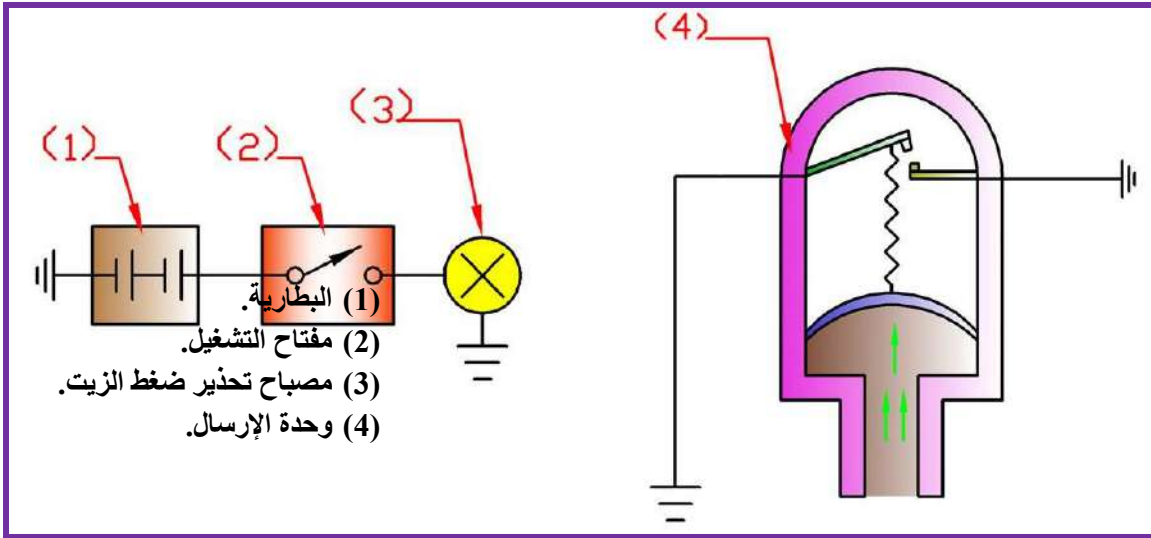 (4)
(3)
(1)
(2)
(1) البطارية.
(2) مفتاح التشغيل.
(3) مصباح تحذير ضغط الزيت.
(4) وحدة الإرسال.